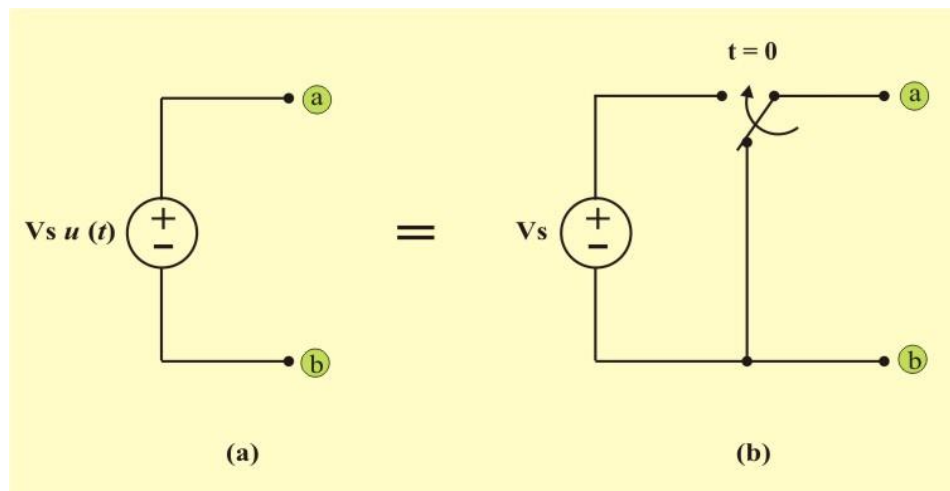 t = 0
a
a
Vs u (t)
+
-
=
Vs
+
-
b
b
(a)
(b)